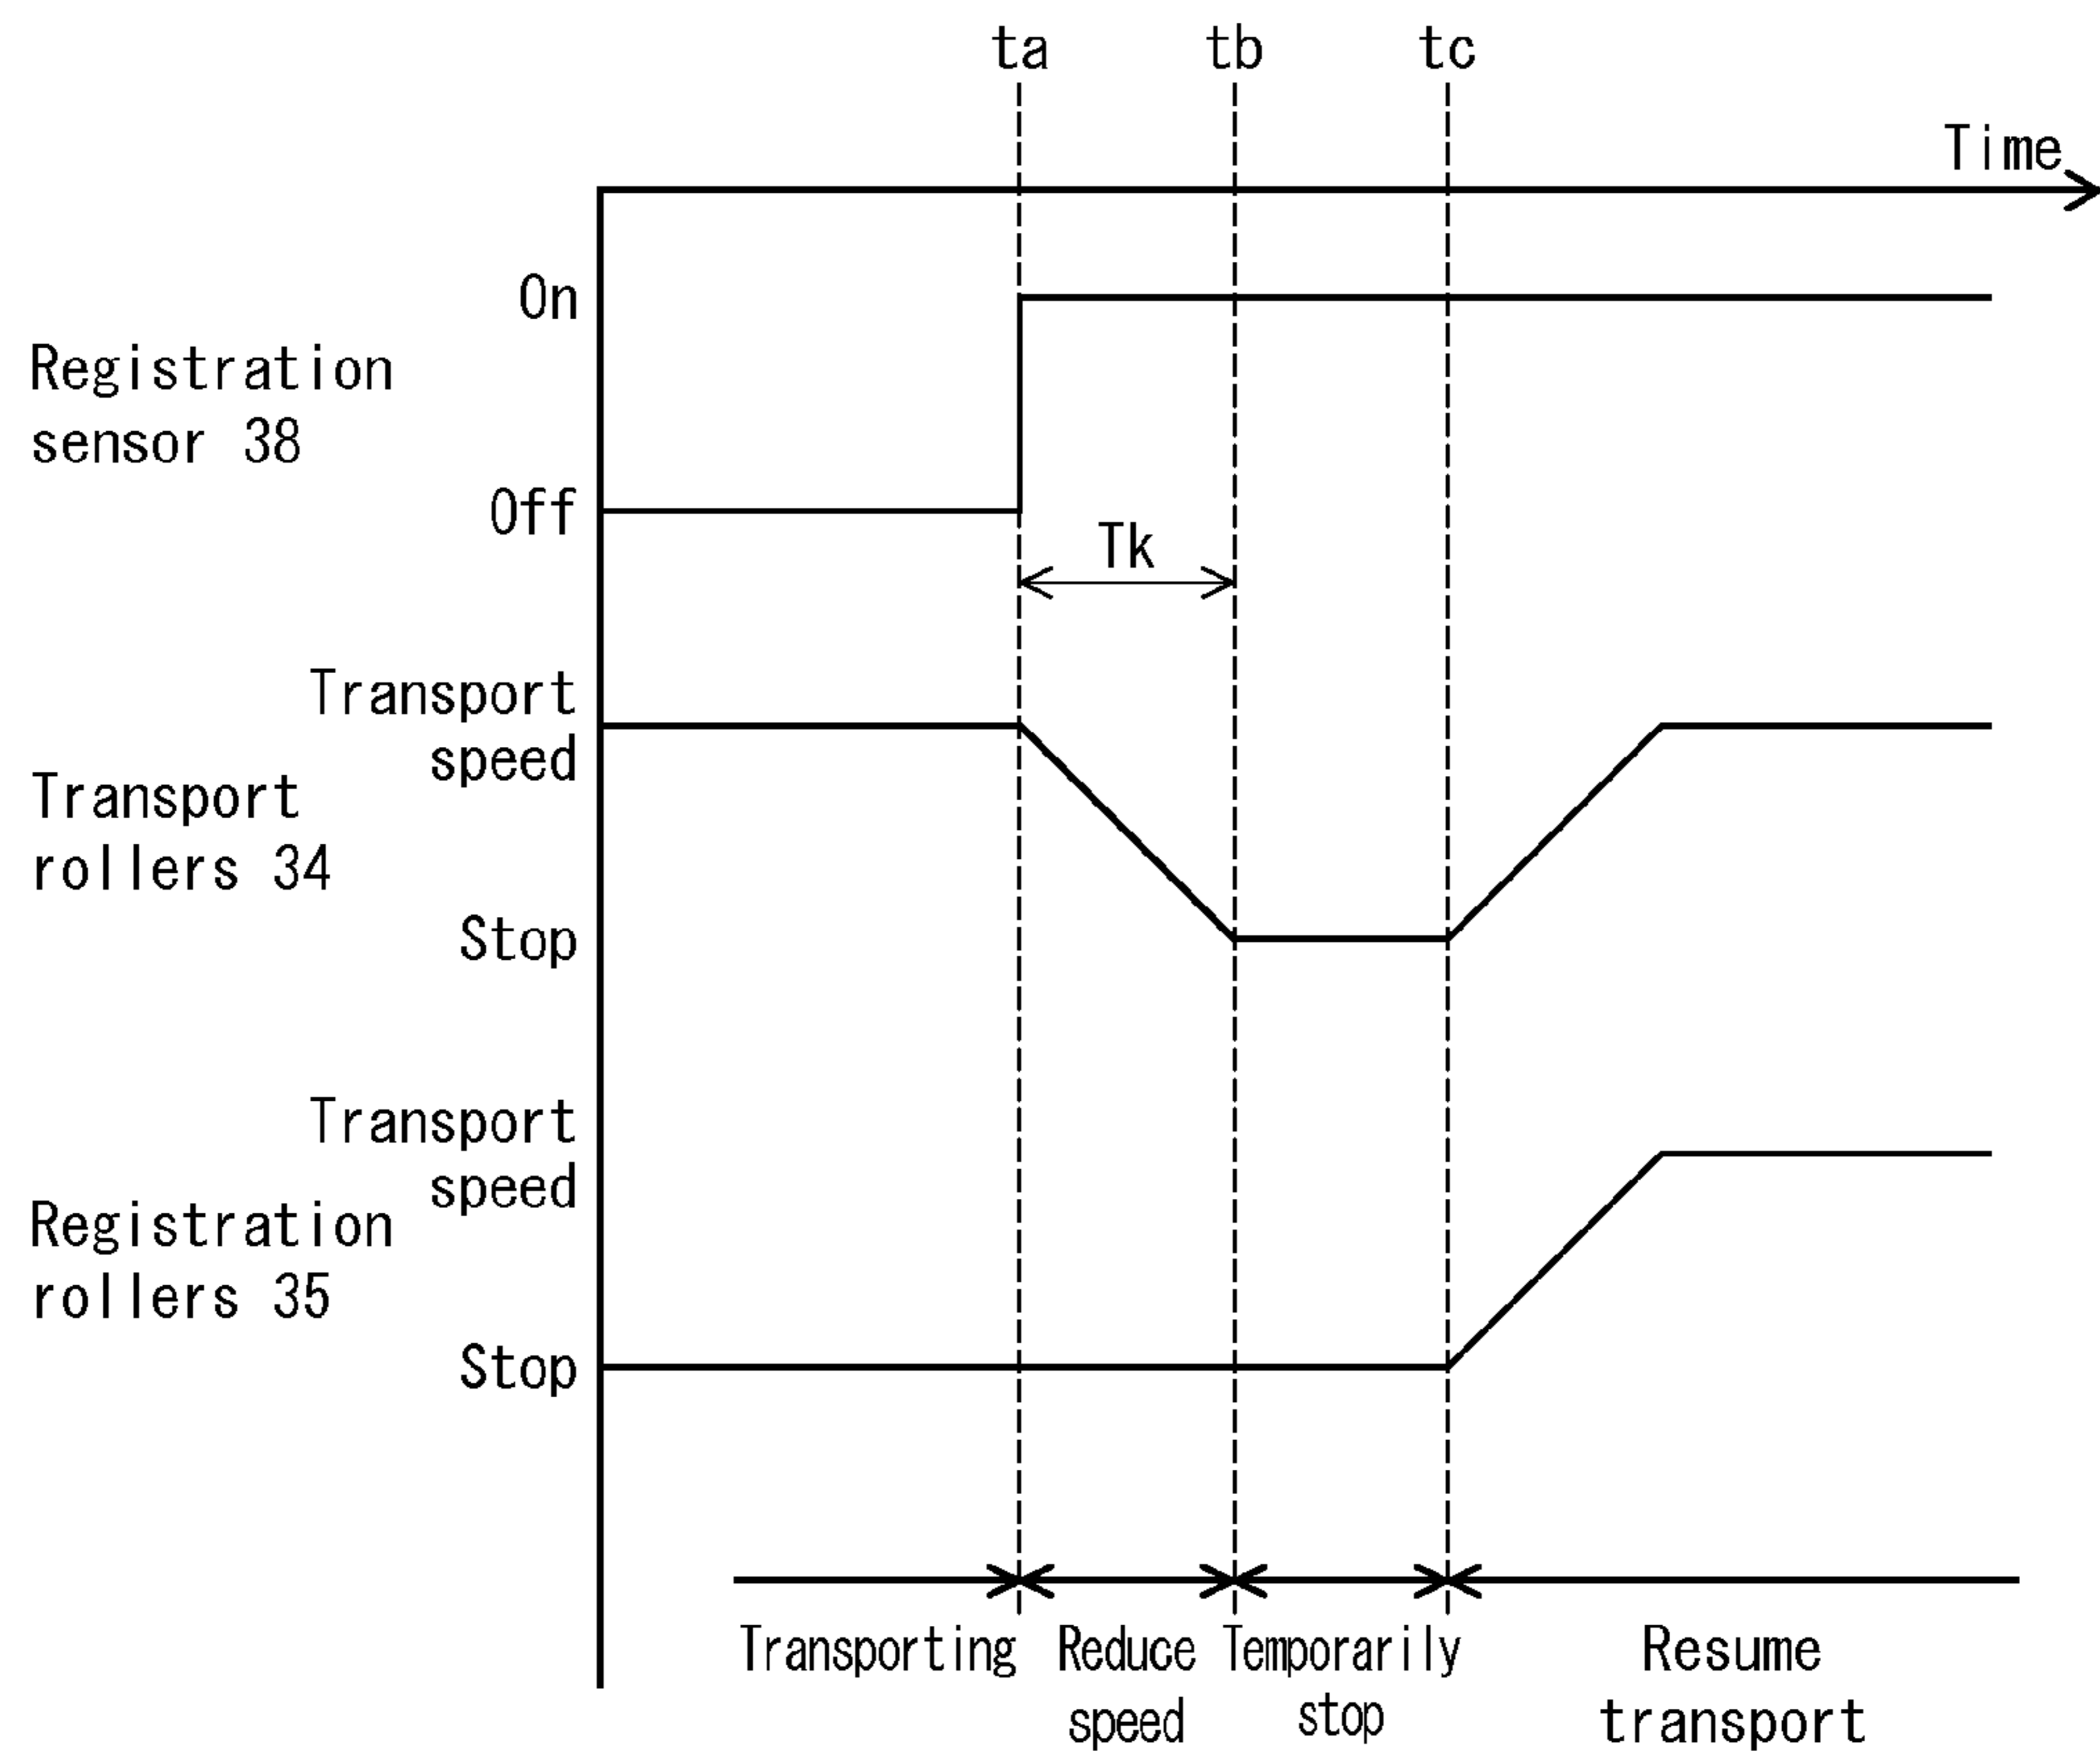 ta tb tc
Time
On
Registration
sensor 38
Off
Tk
Transport
speed
Transport
rollers 34
Stop
Transport
speed
Registration
rollers 35
Stop
Transporting Reduce Temporarily Resume
speed stop transport